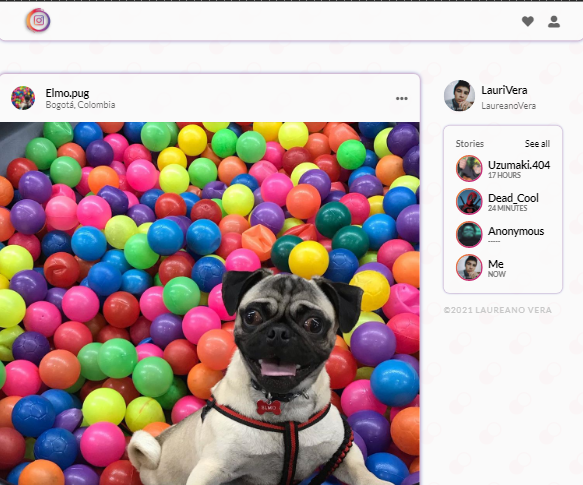 Elmo.pug
Bogotá, Colombia
LauriVera
LaureanoVera
Stories See all
Uzumaki.404
17 HOURS
Dead_Cool
24 MINUTES
Anonymous
-----
Me
NOW
©2021 LAUREANO VERA
ELMO